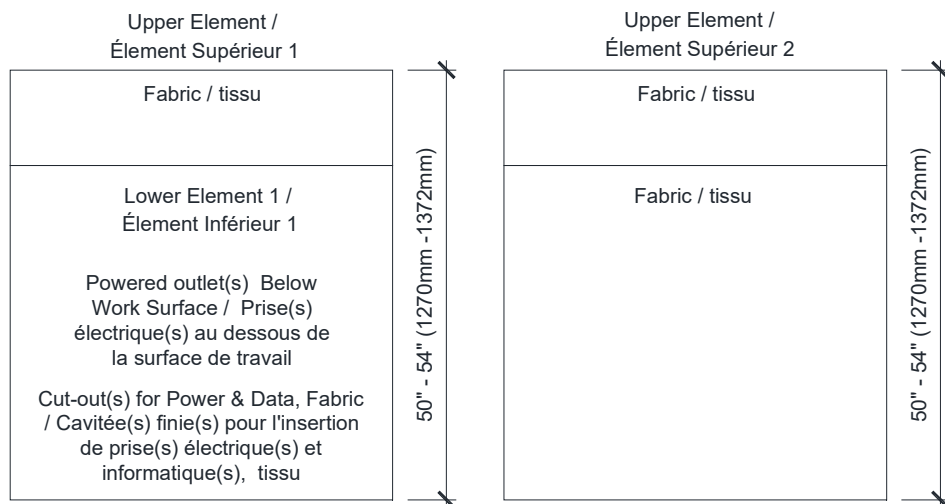 Upper Element /
Élement Supérieur 1
Fabric / tissu
Lower Element 1 /
Élement Inférieur 1
Powered outlet(s) Below
Work Surface / Prise(s)
électrique(s) au dessous de
la surface de travail
Cut-out(s) for Power & Data, Fabric
/ Cavitée(s) finie(s) pour l'insertion
de prise(s) électrique(s) et
informatique(s), tissu
50" - 54" (1270mm -1372mm)
Upper Element /
Élement Supérieur 2
Fabric / tissu
Fabric / tissu
50" - 54" (1270mm -1372mm)